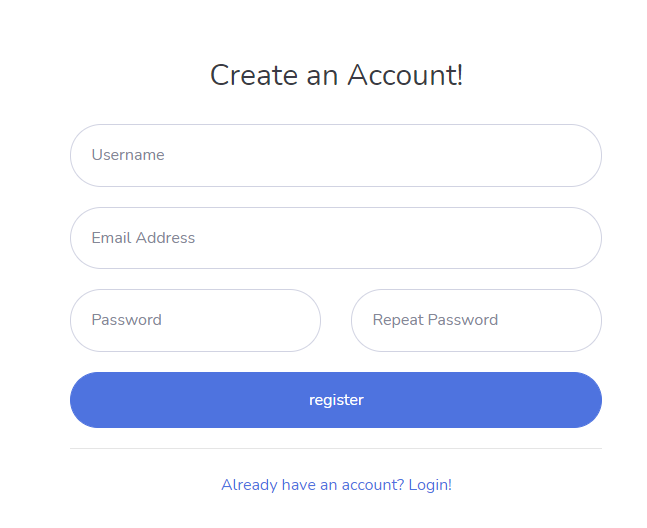 Create an Account!
Username
Email Address
Password
Repeat Password
register
Already have an account? Login!